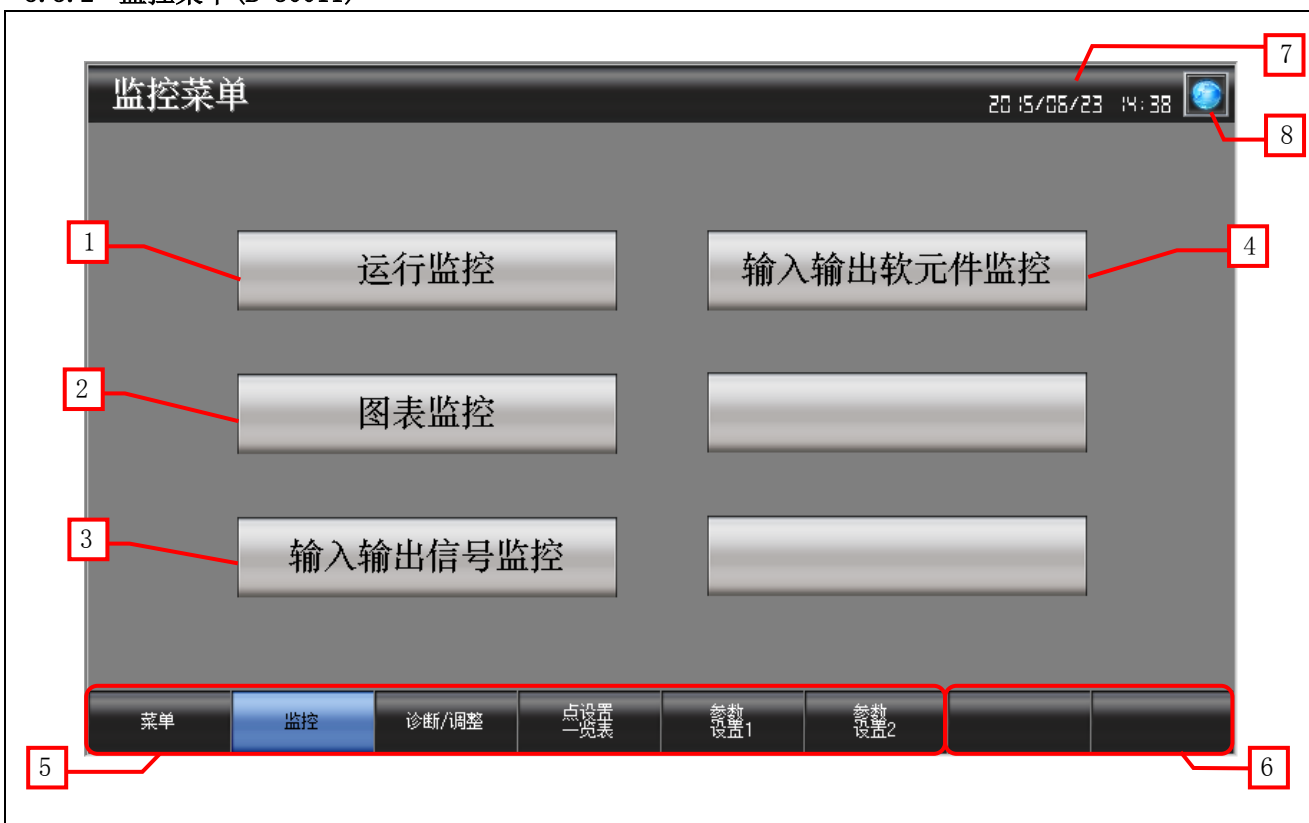 监控菜单
2015/06/23 14:38
7
8
1
运行监控
输入输出软元件监控
4
2
图表监控
3
输入输出信号监控
菜单
监控
诊断/调整
点设置
一览表
参数
设置1
参数
设置2
5
6